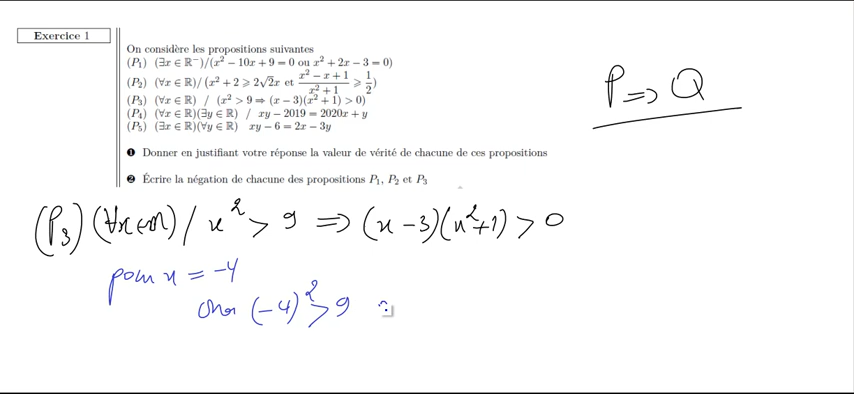 Exercice 1
On considère les propositions suivantes
(P₁) (∃x ∈ ℝ⁻)/(x² − 10x + 9 = 0 ou x² + 2x − 3 = 0)
(P₂) (∀x ∈ ℝ)/ (x² + 2 ⩾ 2√2x et (x² − x + 1)/(x² + 1) ⩾ 1/2)
(P₃) (∀x ∈ ℝ) / (x² > 9 ⇒ (x − 3)(x² + 1) > 0)
(P₄) (∀x ∈ ℝ)(∃y ∈ ℝ) / xy − 2019 = 2020x + y
(P₅) (∃x ∈ ℝ)(∀y ∈ ℝ) xy − 6 = 2x − 3y
❶ Donner en justifiant votre réponse la valeur de vérité de chacune de ces propositions
❷ Écrire la négation de chacune des propositions P₁, P₂ et P₃
P ⇒ Q
(P₃) (∀x∈ℝ) / x² > 9 ⇒ (x − 3)(x²+1) > 0
pour x = −4
(−4)² > 9